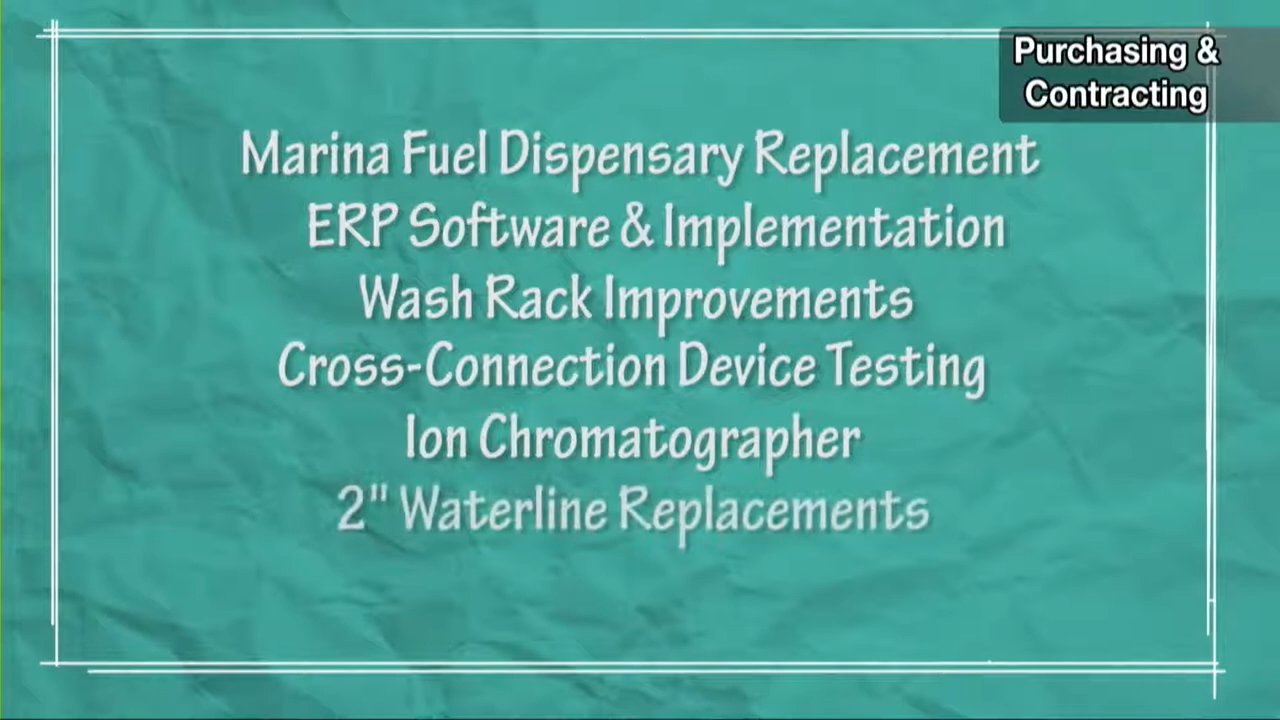 Purchasing &
Contracting
Marina Fuel Dispensary Replacement
ERP Software & Implementation
Wash Rack Improvements
Cross-Connection Device Testing
Ion Chromatographer
2" Waterline Replacements